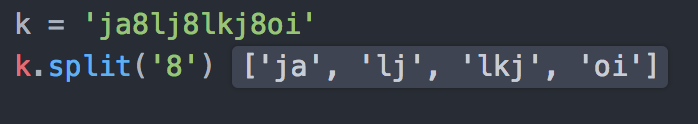 k = 'ja8lj8lkj8oi'
k.split('8') ['ja', 'lj', 'lkj', 'oi']